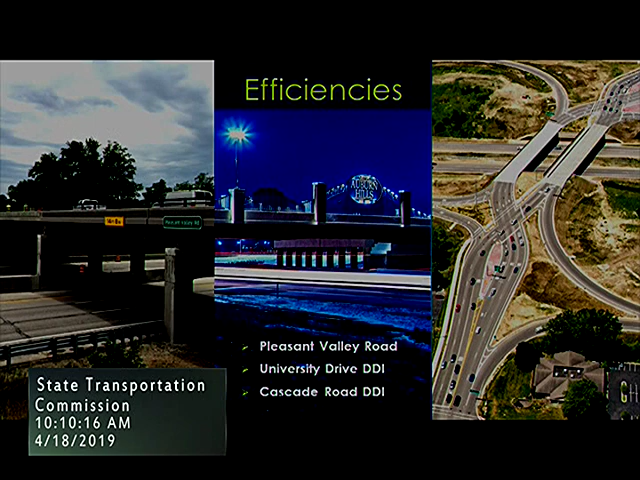 Efficiencies
AUBURN
HILLS
Pleasant Valley Road
University Drive DDI
Cascade Road DDI
State Transportation
Commission
10:10:16 AM
4/18/2019